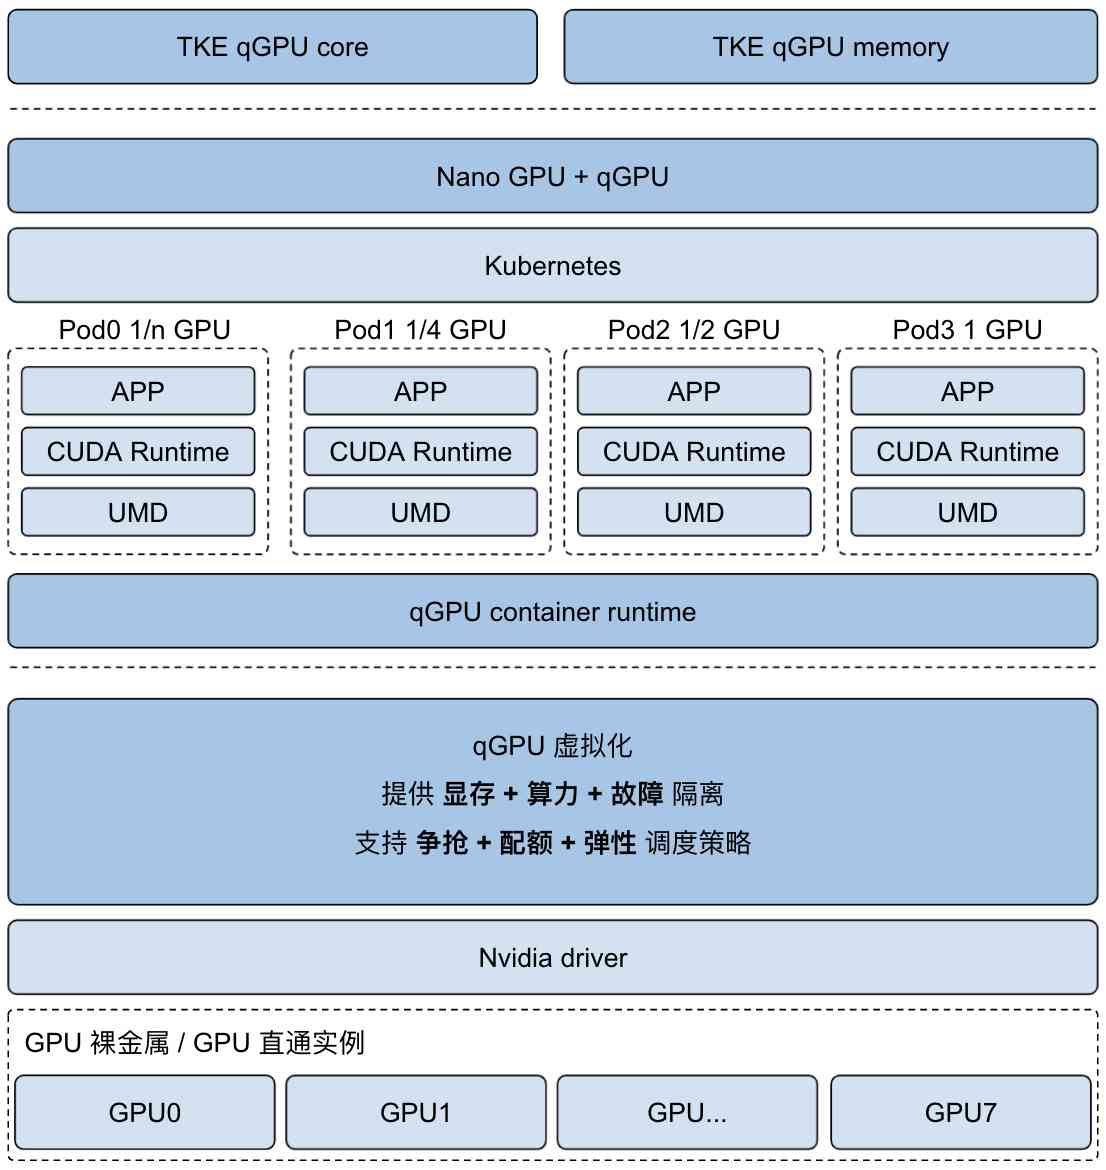 TKE qGPU core
TKE qGPU memory
Nano GPU + qGPU
Kubernetes
Pod0 1/n GPU
Pod1 1/4 GPU
Pod2 1/2 GPU
Pod3 1 GPU
APP
APP
APP
APP
CUDA Runtime
CUDA Runtime
CUDA Runtime
CUDA Runtime
UMD
UMD
UMD
UMD
qGPU container runtime
qGPU 虚拟化
提供 显存 + 算力 + 故障 隔离
支持 争抢 + 配额 + 弹性 调度策略
Nvidia driver
GPU 裸金属 / GPU 直通实例
GPU0
GPU1
GPU...
GPU7